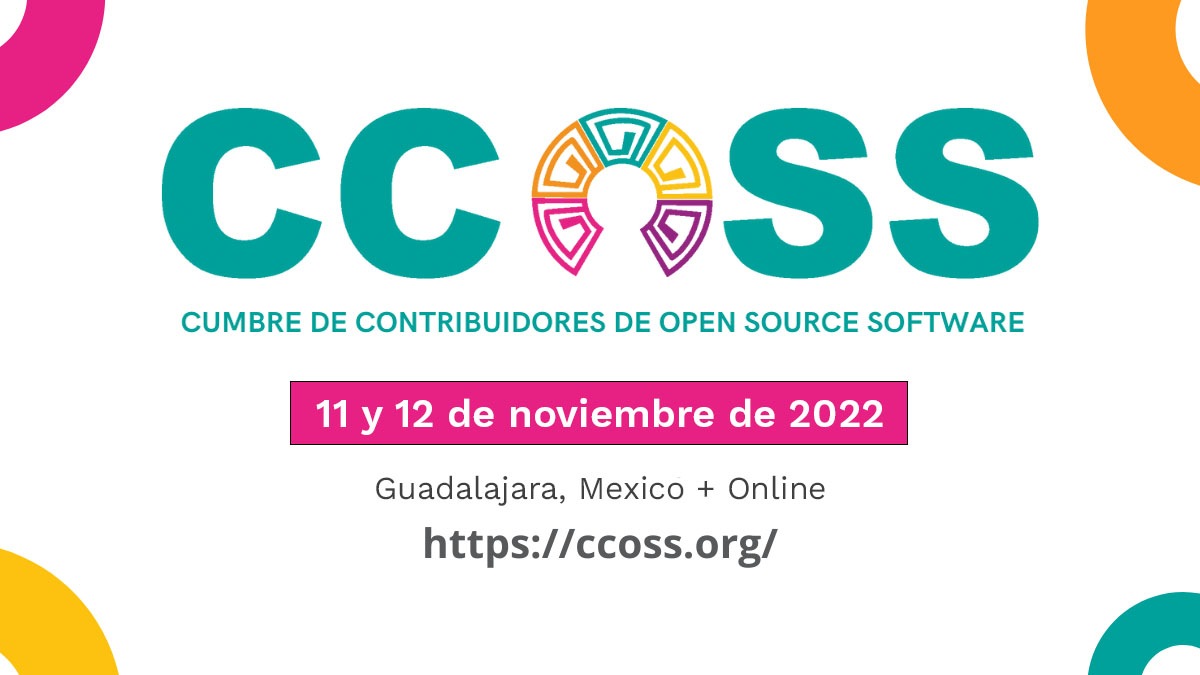 CCOSS
CUMBRE DE CONTRIBUIDORES DE OPEN SOURCE SOFTWARE
11 y 12 de noviembre de 2022
Guadalajara, Mexico + Online
https://ccoss.org/